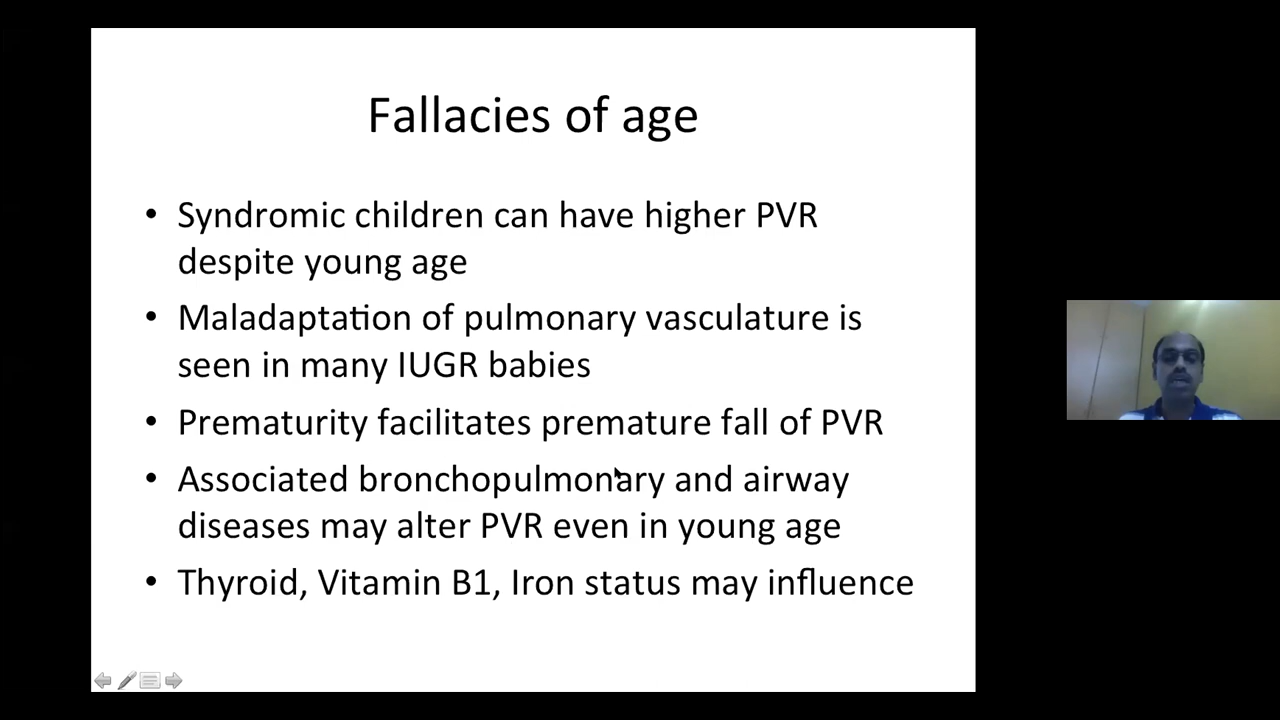 Fallacies of age
• Syndromic children can have higher PVR
despite young age
• Maladaptation of pulmonary vasculature is
seen in many IUGR babies
• Prematurity facilitates premature fall of PVR
• Associated bronchopulmonary and airway
diseases may alter PVR even in young age
• Thyroid, Vitamin B1, Iron status may influence